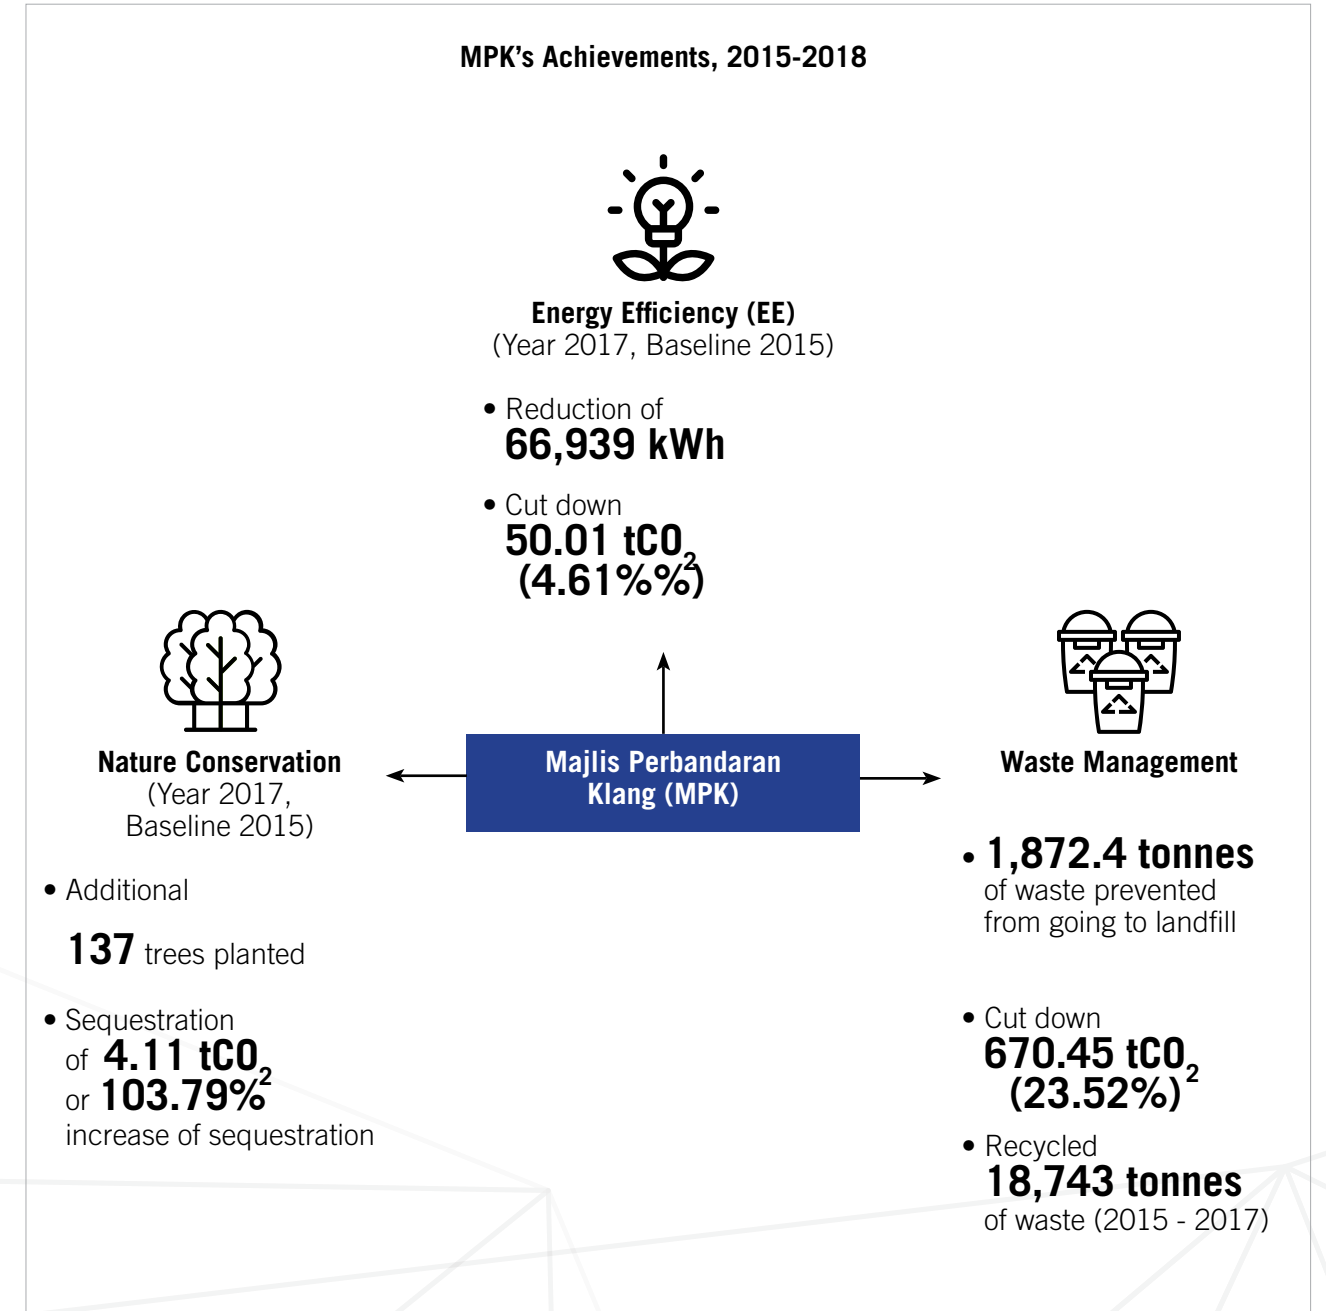 MPK's Achievements, 2015-2018
Energy Efficiency (EE)
(Year 2017, Baseline 2015)
• Reduction of
66,939 kWh
• Cut down
50.01 tCO2
(4.61%%)
Nature Conservation
(Year 2017,
Baseline 2015)
• Additional
137 trees planted
• Sequestration
of 4.11 tCO2
or 103.79%
increase of sequestration
Majlis Perbandaran
Klang (MPK)
Waste Management
• 1,872.4 tonnes
of waste prevented
from going to landfill
• Cut down
670.45 tCO2
(23.52%)
• Recycled
18,743 tonnes
of waste (2015 - 2017)